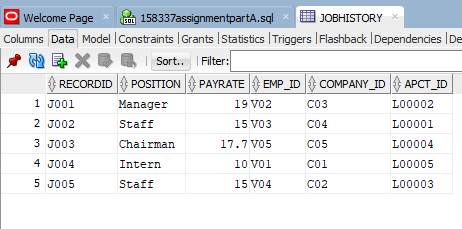 Welcome Page 158337assignmentpartA.sql JOBHISTORY
Columns Data Model Constraints Grants Statistics Triggers Flashback Dependencies
Sort.. Filter:
RECORDID POSITION PAYRATE EMP_ID COMPANY_ID APCT_ID
1 J001 Manager 19 V02 C03 L00002
2 J002 Staff 15 V03 C04 L00001
3 J003 Chairman 17.7 V05 C05 L00004
4 J004 Intern 10 V01 C01 L00005
5 J005 Staff 15 V04 C02 L00003